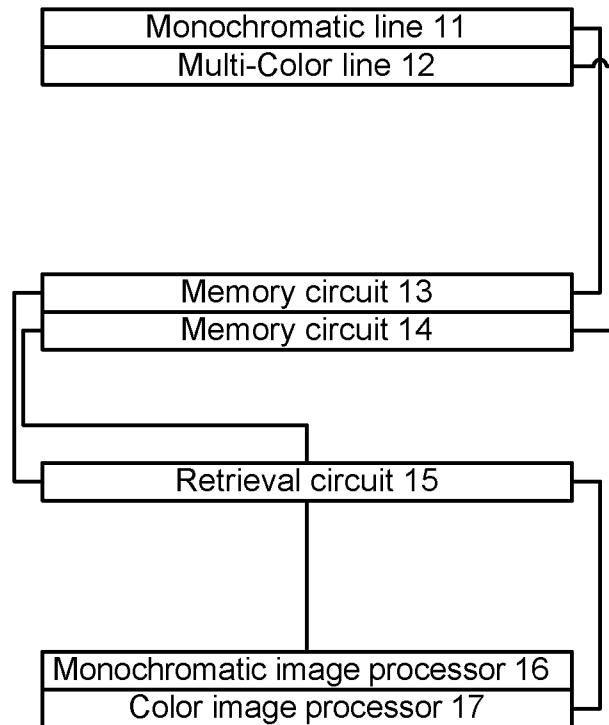 Monochromatic line 11
Multi-Color line 12
Memory circuit 13
Memory circuit 14
Retrieval circuit 15
Monochromatic image processor 16
Color image processor 17